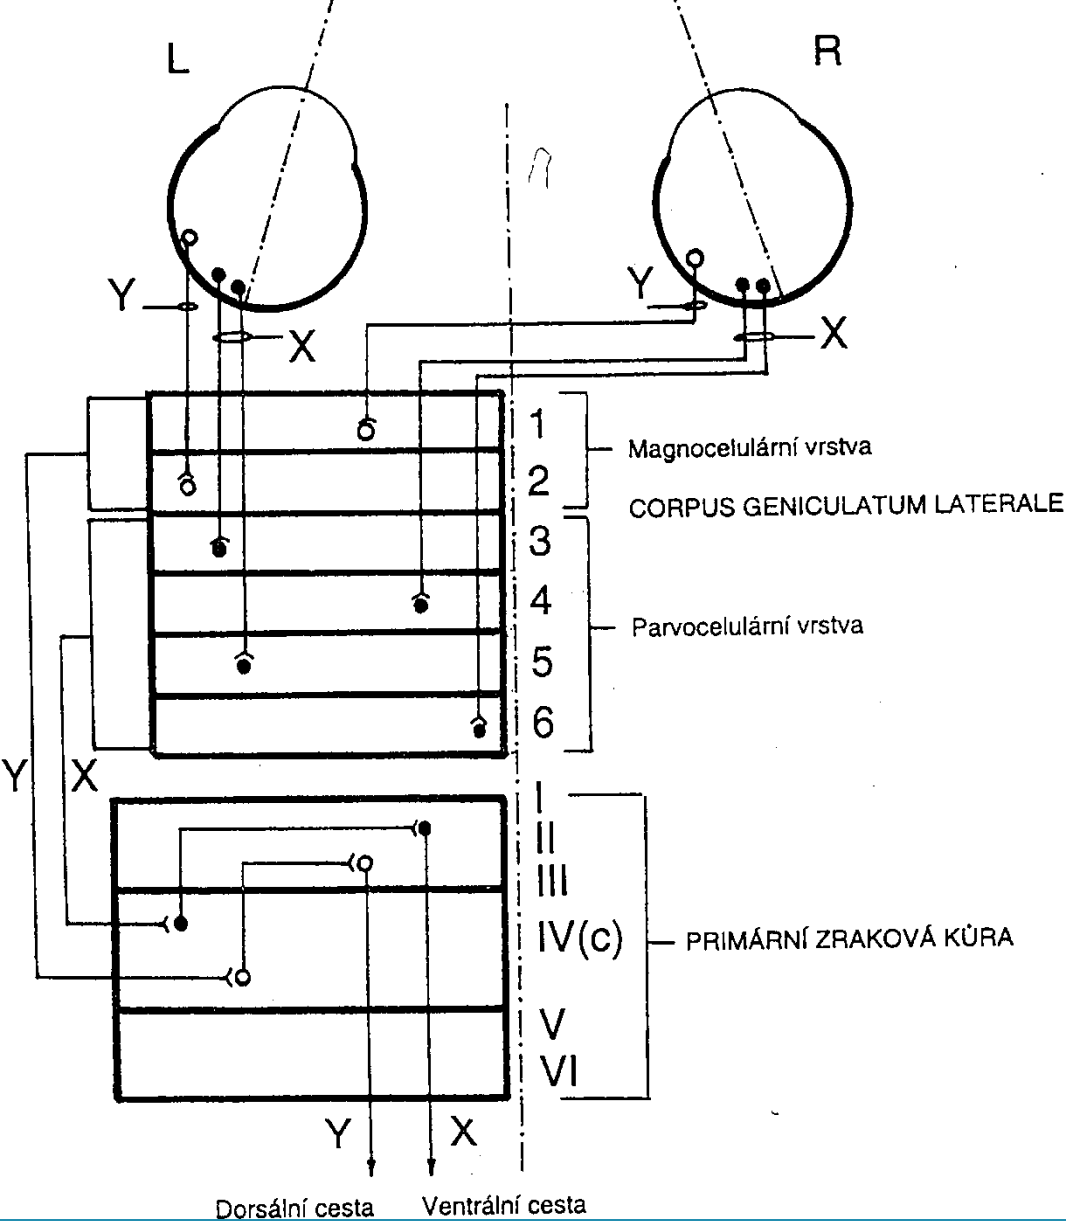 L
R
Y
X
Y
X
1
2
3
4
5
6
Magnocelulární vrstva
CORPUS GENICULATUM LATERALE
Parvocelulární vrstva
Y
X
I
II
III
IV(c)
V
VI
PRIMÁRNÍ ZRAKOVÁ KŮRA
Y
X
Dorsální cesta
Ventrální cesta